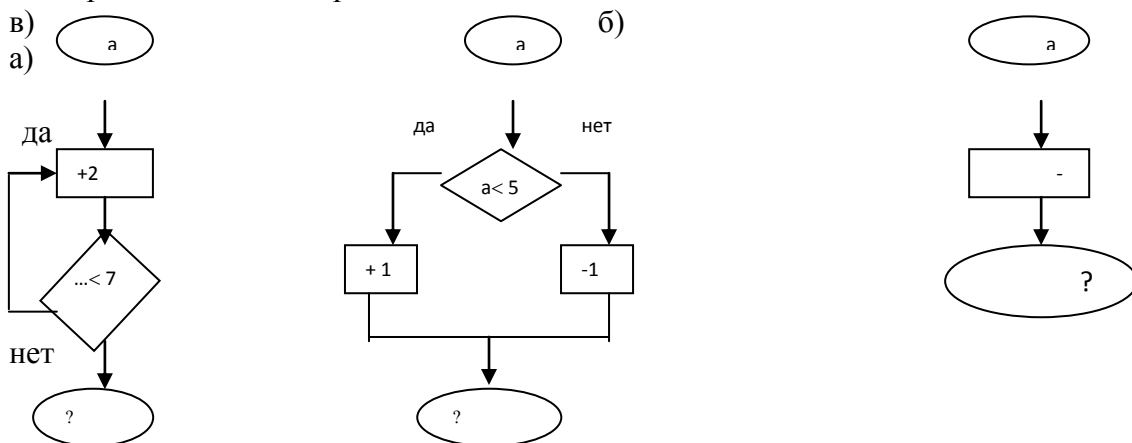 в) а б) а а
а)
да да нет
+2 а< 5 -
...< 7 + 1 -1 ?
нет
? ?